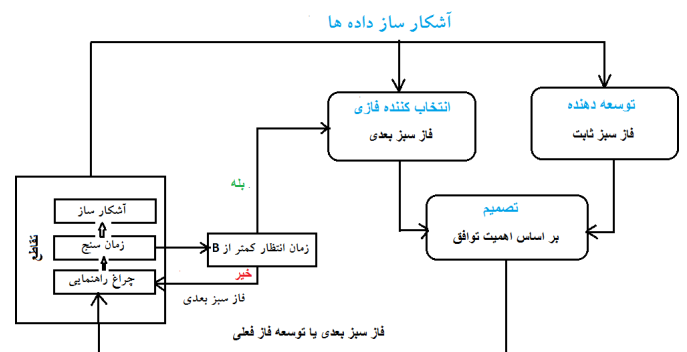 آشکار ساز داده ها
انتخاب کننده فازی
فاز سبز بعدی
توسعه دهنده
فاز سبز ثابت
بله
تصمیم
بر اساس اهمیت توافق
تقاطع
آشکار ساز
زمان سنج
چراغ راهنمایی
زمان انتظار کمتر از B
خیر
فاز سبز بعدی
فاز سبز بعدی یا توسعه فاز فعلی